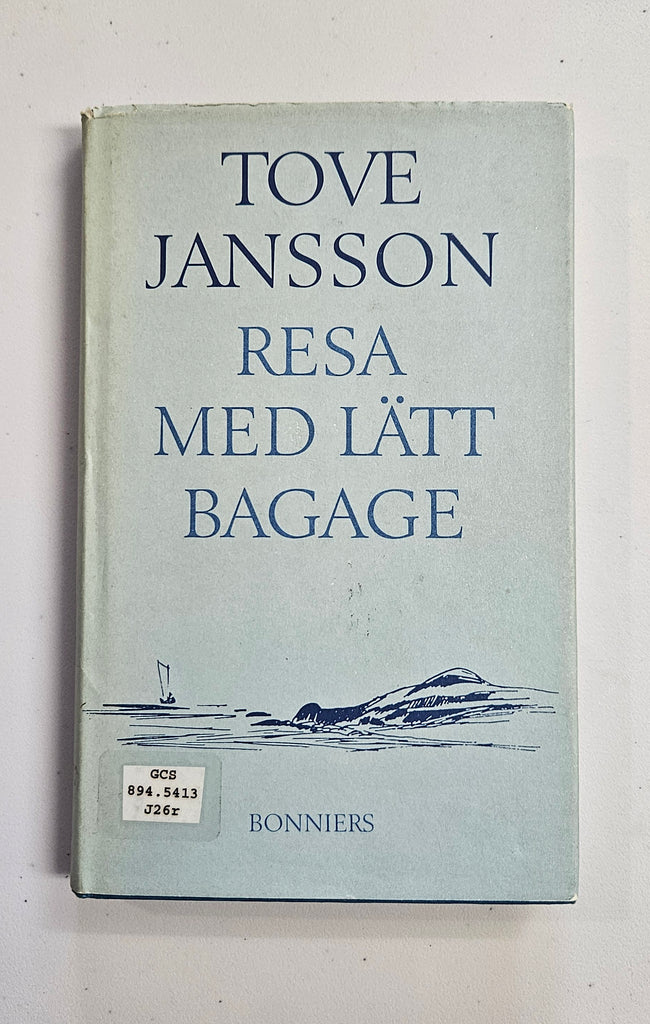 TOVE
JANSSON
RESA
MED LÄTT
BAGAGE
GCS
894.5413
J26r
BONNIERS